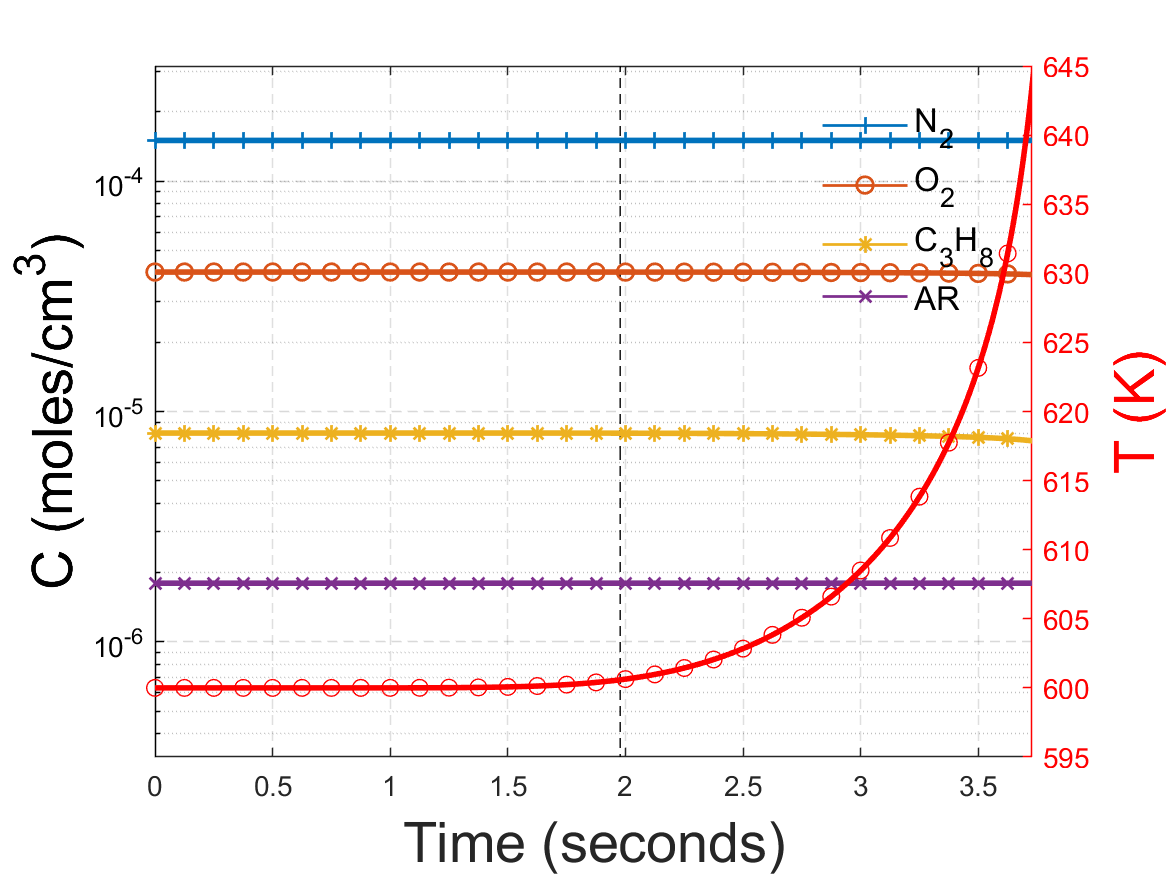 C (moles/cm³)
10⁻⁴
10⁻⁵
10⁻⁶
N₂
O₂
C₃H₈
AR
645
640
635
630
625
620
615
610
605
600
595
T (K)
0 0.5 1 1.5 2 2.5 3 3.5
Time (seconds)